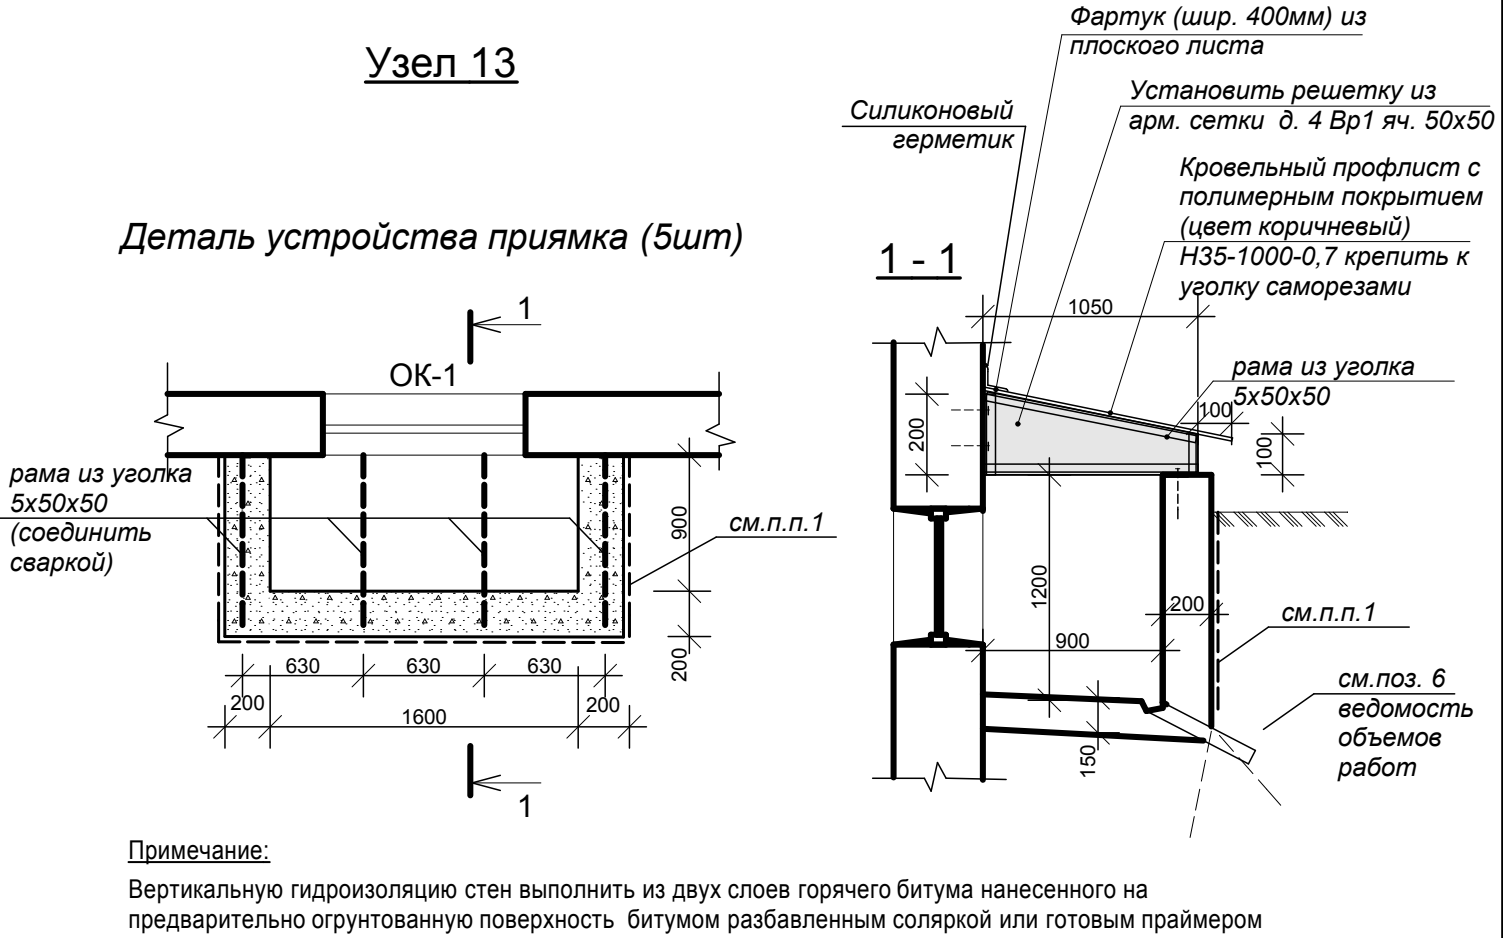 Узел 13
Деталь устройства приямка (5шт)
1
ОК-1
рама из уголка
5х50х50
(соединить
сваркой)
см.п.п.1
900
200
630
630
630
200
1600
200
1
Фартук (шир. 400мм) из
плоского листа
Установить решетку из
арм. сетки д. 4 Вр1 яч. 50х50
Силиконовый
герметик
Кровельный профлист с
полимерным покрытием
(цвет коричневый)
Н35-1000-0,7 крепить к
уголку саморезами
1 - 1
1050
рама из уголка
5х50х50
100
200
100
1200
200
900
150
см.п.п.1
см.поз. 6
ведомость
объемов
работ
Примечание:
Вертикальную гидроизоляцию стен выполнить из двух слоев горячего битума нанесенного на
предварительно огрунтованную поверхность битумом разбавленным соляркой или готовым праймером